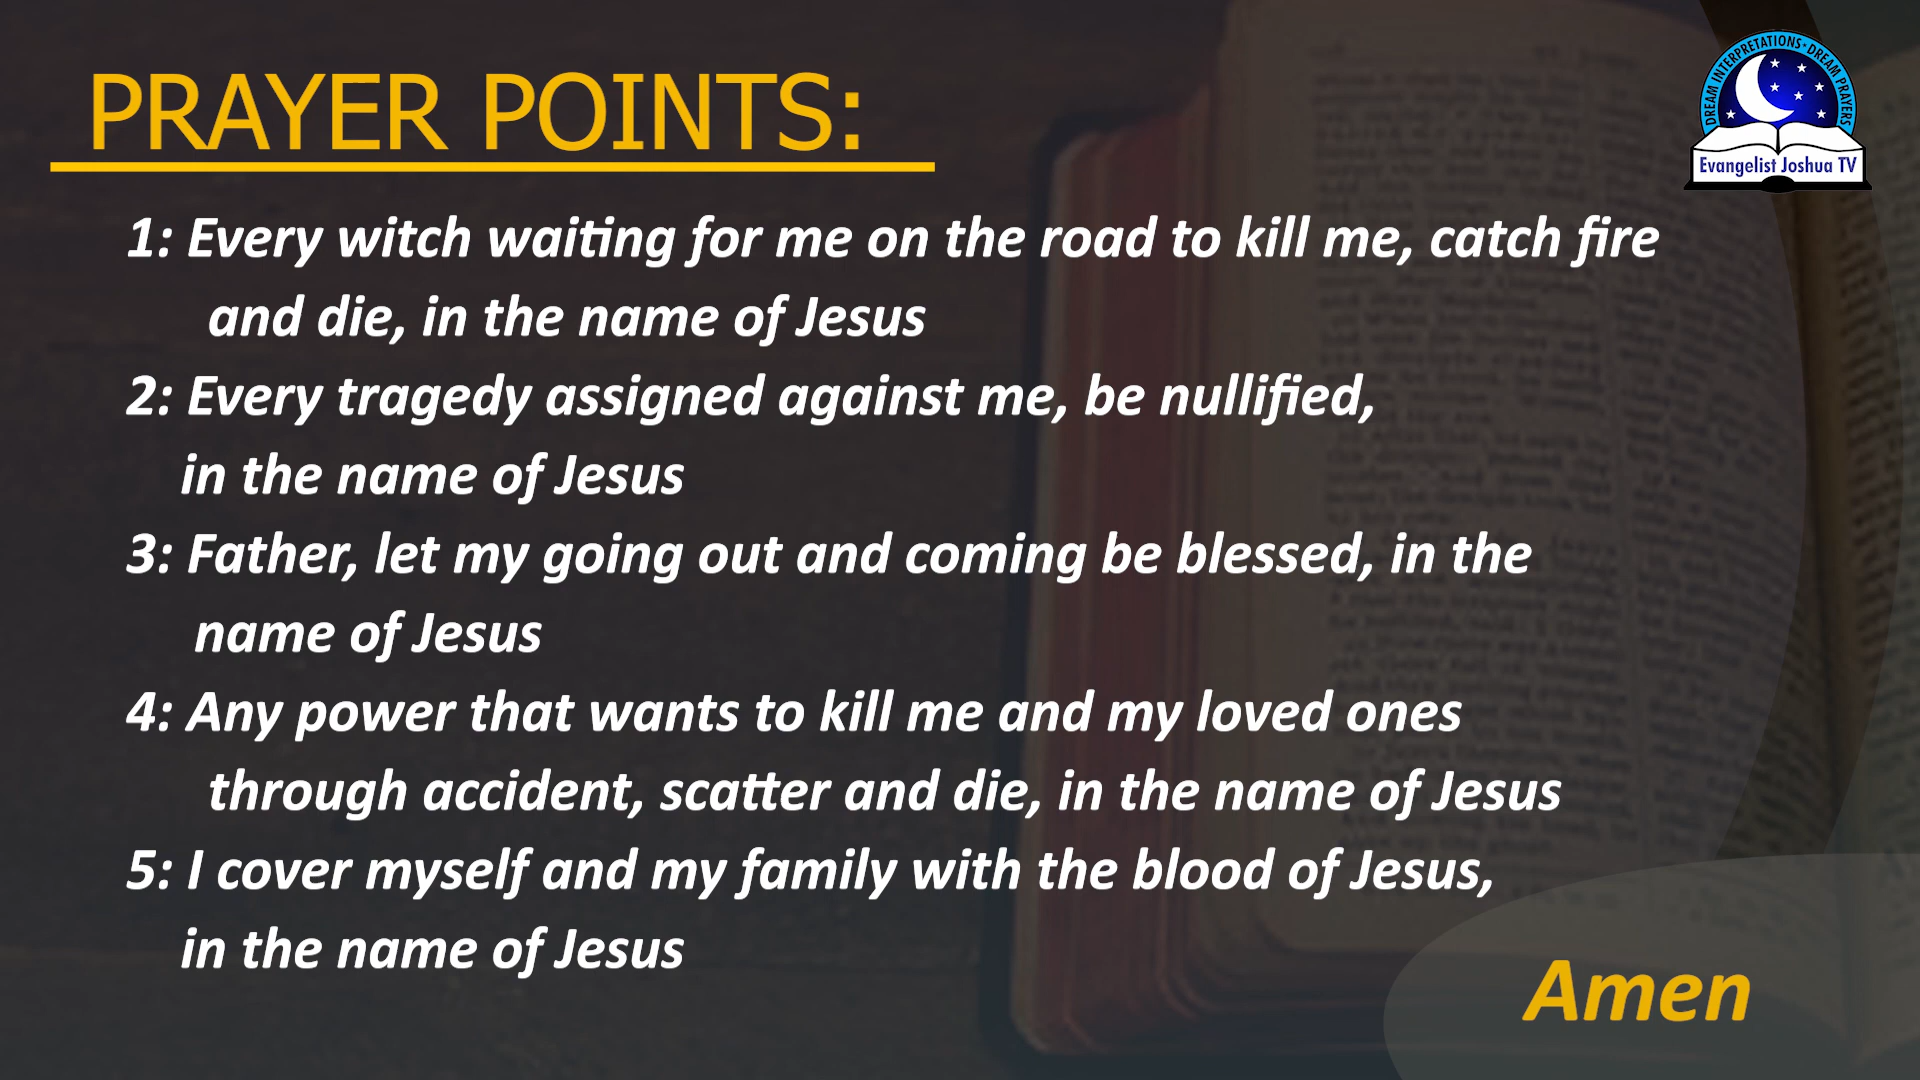 PRAYER POINTS:
DREAM INTERPRETATIONS · DREAM PRAYERS
Evangelist Joshua TV
1: Every witch waiting for me on the road to kill me, catch fire
and die, in the name of Jesus
2: Every tragedy assigned against me, be nullified,
in the name of Jesus
3: Father, let my going out and coming be blessed, in the
name of Jesus
4: Any power that wants to kill me and my loved ones
through accident, scatter and die, in the name of Jesus
5: I cover myself and my family with the blood of Jesus,
in the name of Jesus
Amen